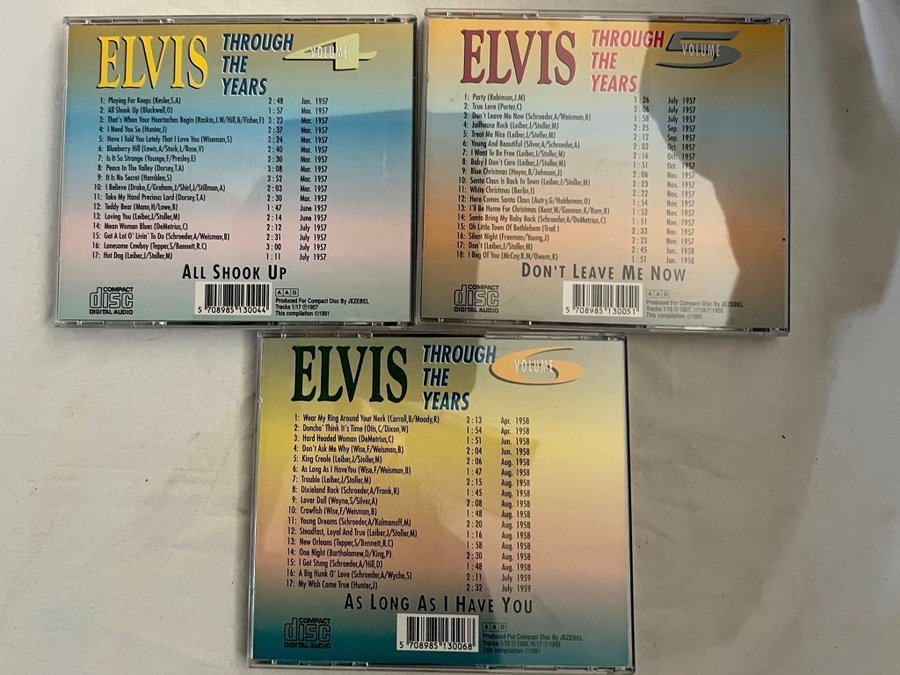 ELVIS
THROUGH
THE
YEARS
VOLUME 4
1: Playing For Keeps (Kesler,S.A) 2:48 Jan. 1957
2: All Shook Up (Blackwell,O) 1:57 Mar. 1957
3: That's When Your Heartaches Begin (Raskin,J.W/Hill,B/Fisher,F) 3:22 Mar. 1957
4: I Need You So (Hunter,J) 2:37 Mar. 1957
5: Have I Told You Lately That I Love You (Wiseman,S) 2:24 Mar. 1957
6: Blueberry Hill (Lewis,A/Stock,L/Rose,V) 2:40 Mar. 1957
7: Is It So Strange (Younge,F/Presley,E) 2:30 Mar. 1957
8: Peace In The Valley (Dorsey,T.A) 3:08 Mar. 1957
9: It Is No Secret (Hamblen,S) 3:52 Mar. 1957
10: I Believe (Drake,E/Graham,J/Shirl,J/Stillman,A) 2:03 Mar. 1957
11: Take My Hand Precious Lord (Dorsey,T.A) 2:30 Mar. 1957
12: Teddy Bear (Mann,H/Lowe,B) 1:47 June 1957
13: Loving You (Leiber,J/Stoller,M) 2:14 June 1957
14: Mean Woman Blues (DeMetrius,C) 2:12 July 1957
15: Got A Lot O' Livin' To Do (Schroeder,A/Weisman,B) 2:31 July 1957
16: Lonesome Cowboy (Tepper,S/Bennett,R.C) 3:00 July 1957
17: Hot Dog (Leiber,J/Stoller,M) 1:11 July 1957
ALL SHOOK UP
COMPACT
disc
DIGITAL AUDIO
5 708985 130044
AAD
Produced For Compact Disc By JEZEBEL
Tracks 1/17 ℗1957
This compilation ©1991
ELVIS
THROUGH
THE
YEARS
VOLUME 5
1: Party (Robinson,J.M) 1:26 July 1957
2: True Love (Porter,C) 2:06 July 1957
3: Don't Leave Me Now (Schroeder,A/Weisman,B) 1:58 July 1957
4: Jailhouse Rock (Leiber,J/Stoller,M) 2:25 Sep 1957
5: Treat Me Nice (Leiber,J/Stoller,M) 2:12 Sep 1957
6: Young And Beautiful (Silver,A/Schroeder,A) 2:03 Oct. 1957
7: I Want To Be Free (Leiber,J/Stoller,M) 2:16 Oct. 1957
8: Baby I Don't Care (Leiber,J/Stoller,M) 1:51 Oct. 1957
9: Blue Christmas (Hayes,B/Johnson,J) 2:06 Nov. 1957
10: Santa Claus Is Back In Town (Leiber,J/Stoller,M) 2:23 Nov. 1957
11: White Christmas (Berlin,I) 2:22 Nov. 1957
12: Here Comes Santa Claus (Autry,G/Haldeman,O) 1:54 Nov. 1957
13: I'll Be Home For Christmas (Kent,W/Gannon,K/Ram,B) 1:52 Nov. 1957
14: Santa Bring My Baby Back (Schroeder,A/DeMetrius,C) 1:51 Nov. 1957
15: Oh Little Town Of Bethlehem (Trad.) 2:33 Nov. 1957
16: Silent Night (Freeman/Young,J) 2:23 Nov. 1957
17: Don't (Leiber,J/Stoller,M) 2:45 Jan. 1958
18: I Beg Of You (McCoy,R.M/Owens,K) 1:51 Jan. 1958
DON'T LEAVE ME NOW
COMPACT
disc
DIGITAL AUDIO
5 708985 130051
AAD
Produced For Compact Disc By JEZEBEL
Tracks 1/16 ℗ 1957, 17/18 ℗ 1958
This compilation ©1991
ELVIS
THROUGH
THE
YEARS
VOLUME 6
1: Wear My Ring Around Your Neck (Carroll,B/Moody,R) 2:13 Apr. 1958
2: Doncha' Think It's Time (Otis,C/Dixon,W) 1:54 Apr. 1958
3: Hard Headed Woman (DeMetrius,C) 1:51 Jun. 1958
4: Don't Ask Me Why (Wise,F/Weisman,B) 2:04 Jun. 1958
5: King Creole (Leiber,J/Stoller,M) 2:06 Aug. 1958
6: As Long As I HaveYou (Wise,F/Weisman,B) 1:47 Aug. 1958
7: Trouble (Leiber,J/Stoller,M) 2:15 Aug. 1958
8: Dixieland Rock (Schroeder,A/Frank,R) 1:45 Aug. 1958
9: Lover Doll (Wayne,S/Silver,A) 2:08 Aug. 1958
10: Crawfish (Wise,F/Weisman,B) 1:48 Aug. 1958
11: Young Dreams (Schroeder,A/Kalmanoff,M) 2:20 Aug. 1958
12: Steadfast, Loyal And True (Leiber,J/Stoller,M) 1:16 Aug. 1958
13: New Orleans (Tepper,S/Bennett,R.C) 1:58 Aug. 1958
14: One Night (Bartholomew,D/King,P) 2:30 Aug. 1958
15: I Got Stung (Schroeder,A/Hill,D) 1:48 Aug. 1958
16: A Big Hunk O' Love (Schroeder,A/Wyche,S) 2:11 July 1959
17: My Wish Came True (Hunter,J) 2:32 July 1959
AS LONG AS I HAVE YOU
COMPACT
disc
DIGITAL AUDIO
5 708985 130068
AAD
Produced For Compact Disc By JEZEBEL
Tracks 1/15 ℗ 1958, 16/17 ℗ 1959
This compilation ©1991